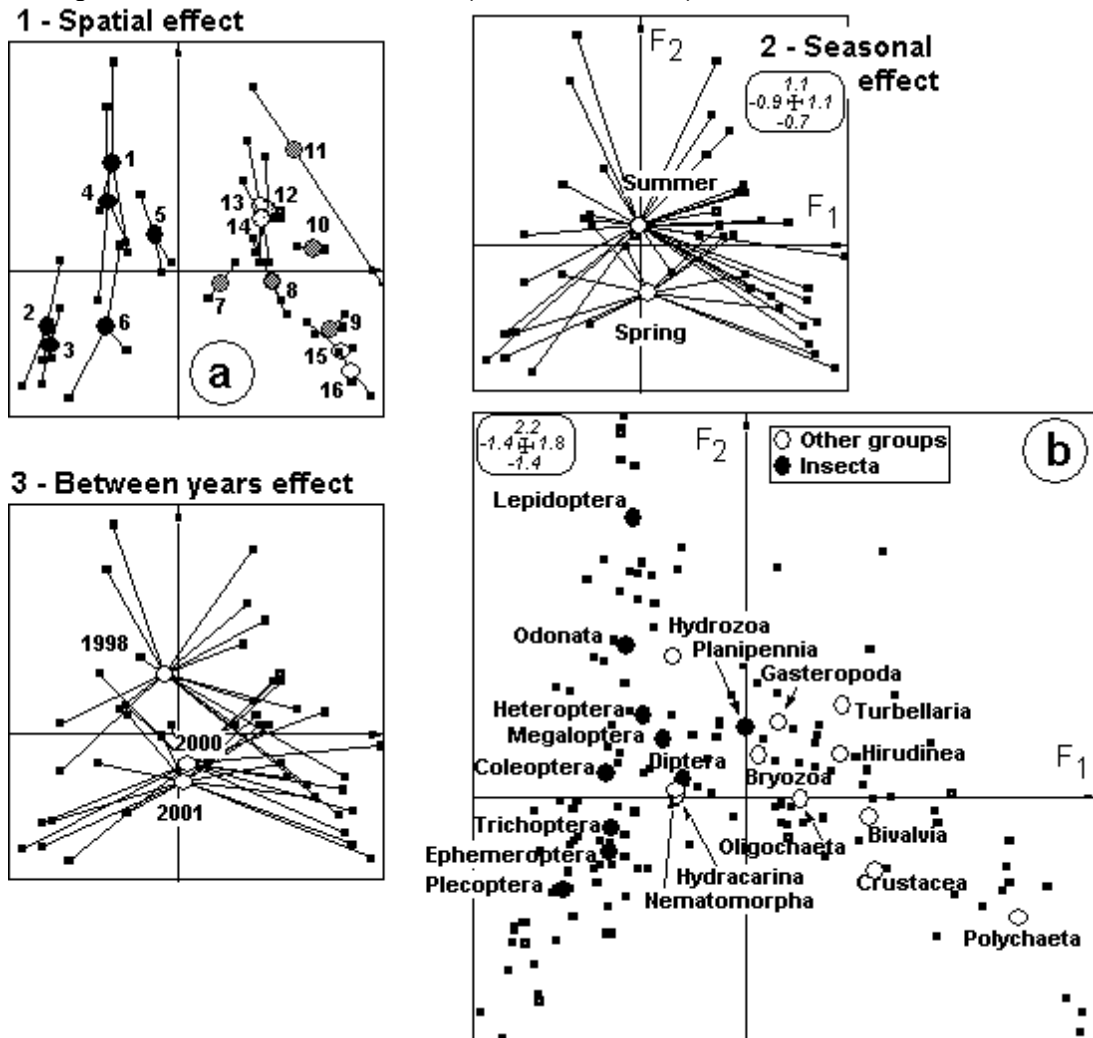 1 - Spatial effect
1
4
5
2
3
6
11
13
12
14
10
7
8
9
15
16
a
F2
2 - Seasonal
effect
1.1
-0.9 1.1
-0.7
Summer
F1
Spring
3 - Between years effect
1998
2000
2001
2.2
-1.4 1.8
-1.4
F2
Other groups
Insecta
b
Lepidoptera
Odonata
Hydrozoa
Planipennia
Gasteropoda
Heteroptera
Turbellaria
Megaloptera
Hirudinea
Coleoptera
Diptera
Bryozoa
F1
Trichoptera
Oligochaeta
Bivalvia
Ephemeroptera
Hydracarina
Crustacea
Plecoptera
Nematomorpha
Polychaeta